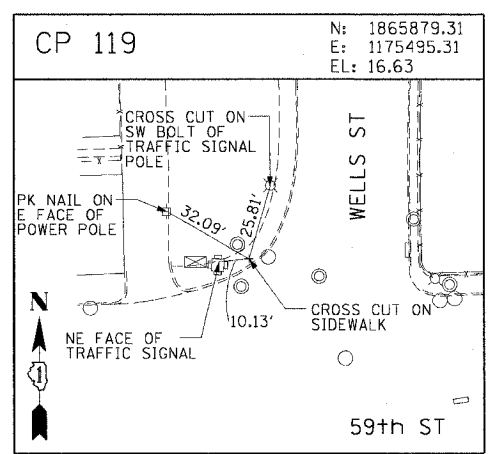 CP 119
N: 1865879.31
E: 1175495.31
EL: 16.63
CROSS CUT ON
SW BOLT OF
TRAFFIC SIGNAL
POLE
WELLS ST
PK NAIL ON
E FACE OF
POWER POLE
32.09'
25.81'
10.13'
CROSS CUT ON
SIDEWALK
NE FACE OF
TRAFFIC SIGNAL
N
1
59th ST